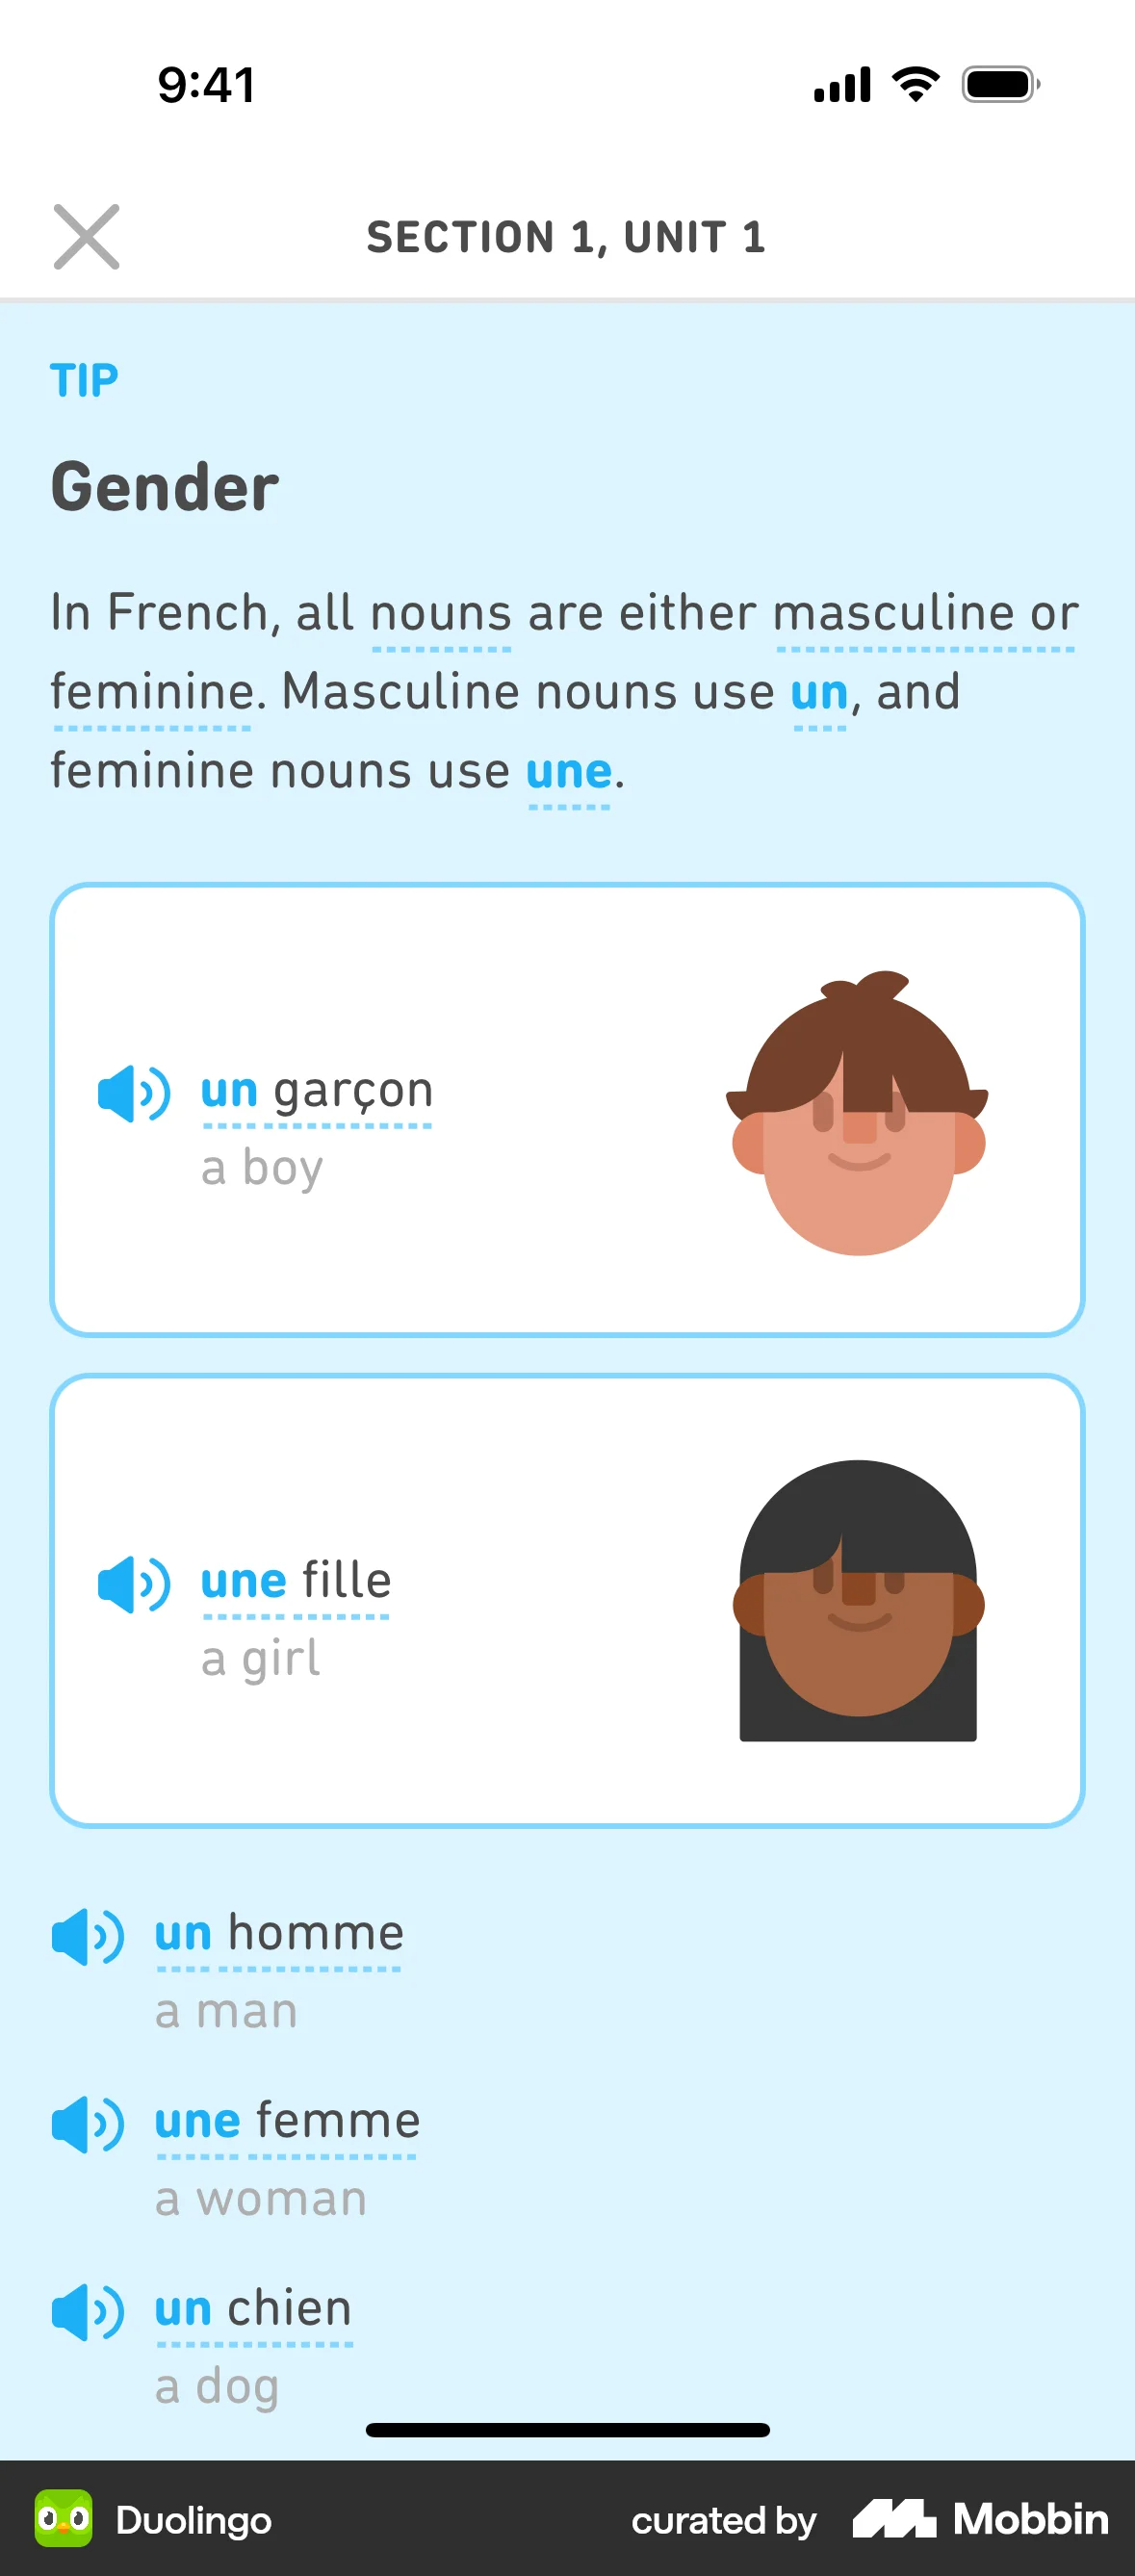 9:41
SECTION 1, UNIT 1
TIP
Gender
In French, all nouns are either masculine or
feminine. Masculine nouns use un, and
feminine nouns use une.
un garçon
a boy
une fille
a girl
un homme
a man
une femme
a woman
un chien
a dog
Duolingo
curated by Mobbin